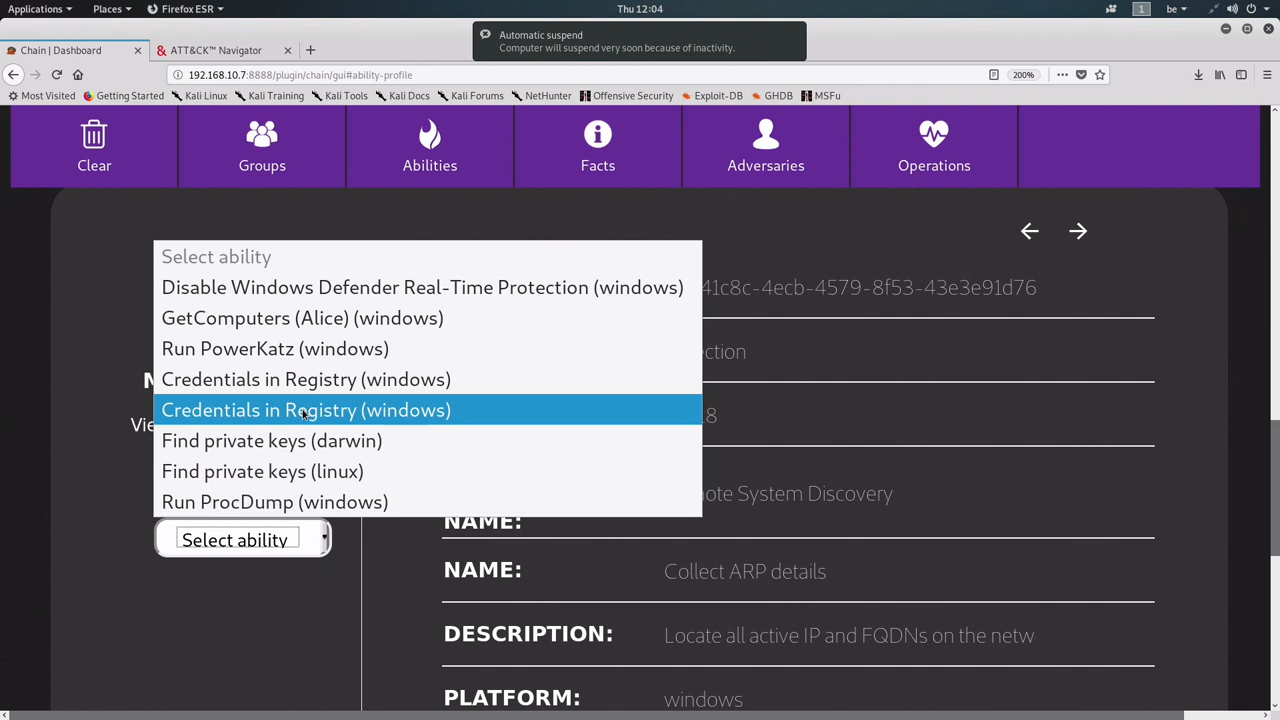 Applications
Places
Firefox ESR
Thu 12:04
1
be
Automatic suspend
Computer will suspend very soon because of inactivity.
Chain | Dashboard
ATT&CK™ Navigator
192.168.10.7:8888/plugin/chain/gui#ability-profile
200%
Most Visited
Getting Started
Kali Linux
Kali Training
Kali Tools
Kali Docs
Kali Forums
NetHunter
Offensive Security
Exploit-DB
GHDB
MSFu
Clear
Groups
Abilities
Facts
Adversaries
Operations
Select ability
Disable Windows Defender Real-Time Protection (windows)
GetComputers (Alice) (windows)
Run PowerKatz (windows)
Credentials in Registry (windows)
Credentials in Registry (windows)
Find private keys (darwin)
Find private keys (linux)
Run ProcDump (windows)
Select ability
41c8c-4ecb-4579-8f53-43e3e91d76
System Discovery
NAME:
NAME: Collect ARP details
DESCRIPTION: Locate all active IP and FQDNs on the netw
PLATFORM: windows